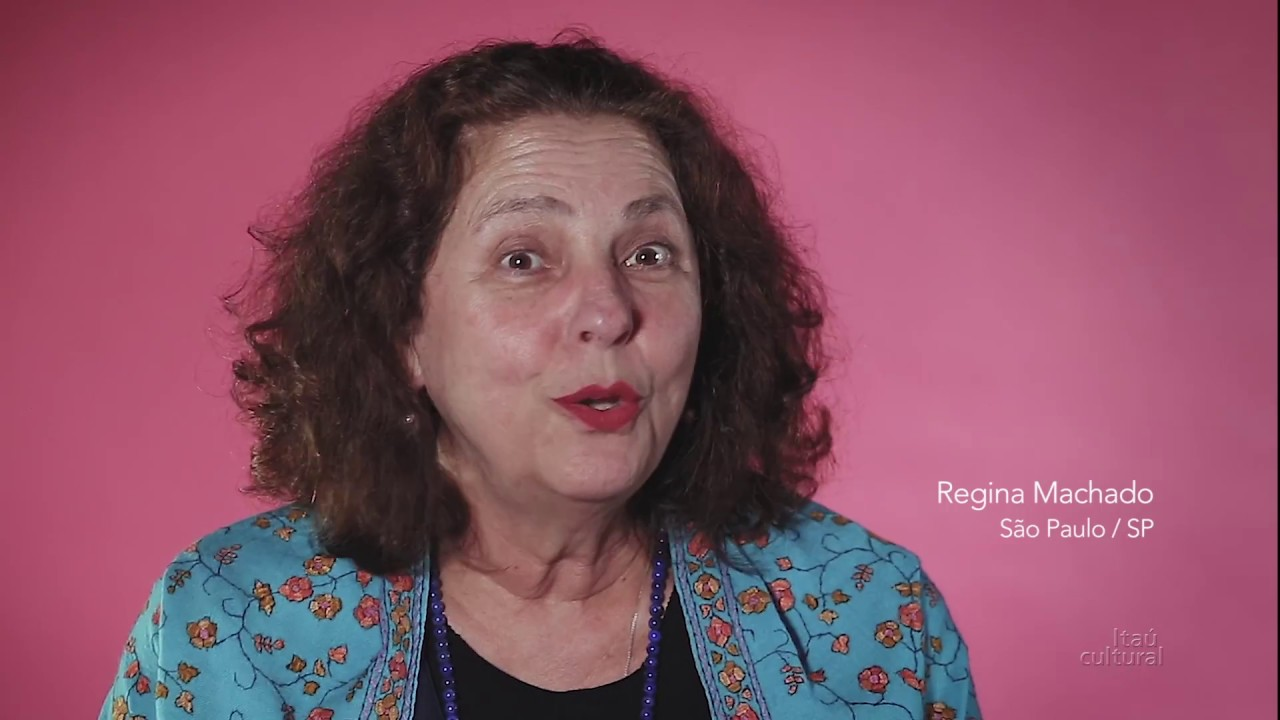 Regina Machado
São Paulo / SP
Itaú
cultural